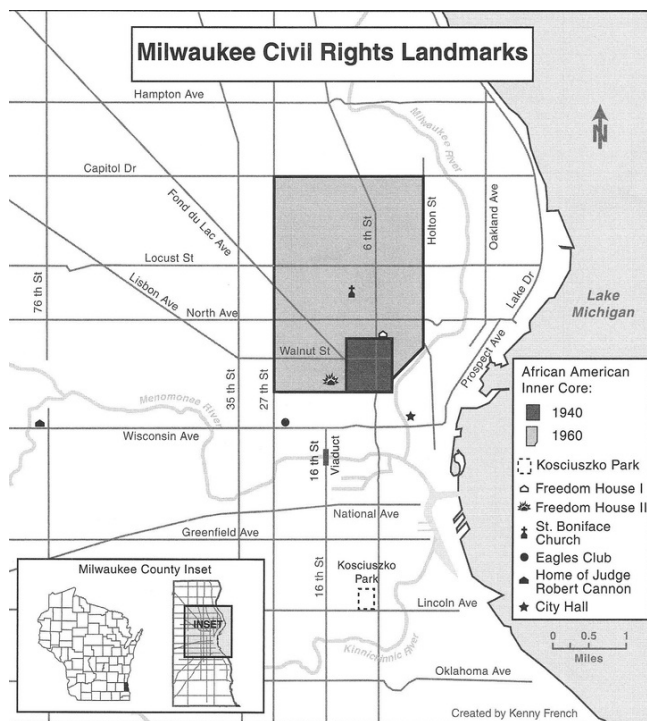 Milwaukee Civil Rights Landmarks
Hampton Ave
Milwaukee River
N
Capitol Dr
Fond du Lac Ave
6 th St
Holton St
Oakland Ave
Locust St
Lisbon Ave
76 th St
North Ave
Lake Dr
Lake
Michigan
Walnut St
Prospect Ave
35 th St
27 th St
Menomonee River
Wisconsin Ave
16 th St
Viaduct
National Ave
Greenfield Ave
16 th St
Kosciuszko
Park
Lincoln Ave
Kinnickinnic River
Oklahoma Ave
African American
Inner Core:
1940
1960
Kosciuszko Park
Freedom House I
Freedom House II
St. Boniface
Church
Eagles Club
Home of Judge
Robert Cannon
City Hall
0 0.5 1
Miles
Milwaukee County Inset
INSET
Created by Kenny French